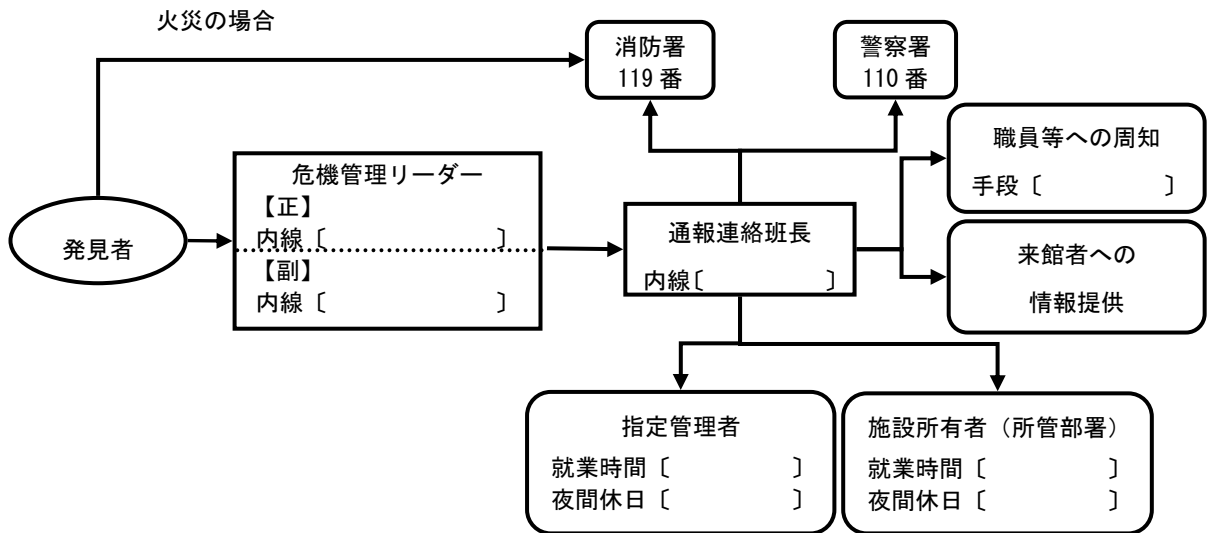 火災の場合
消防署
119 番
警察署
110 番
職員等への周知
手段〔　　　　　〕
危機管理リーダー
【正】
内線〔　　　　　　　〕
【副】
内線〔　　　　　　　〕
発見者
通報連絡班長
内線〔　　　　　〕
来館者への
情報提供
指定管理者
就業時間〔　　　　　〕
夜間休日〔　　　　　〕
施設所有者（所管部署）
就業時間〔　　　　　〕
夜間休日〔　　　　　〕